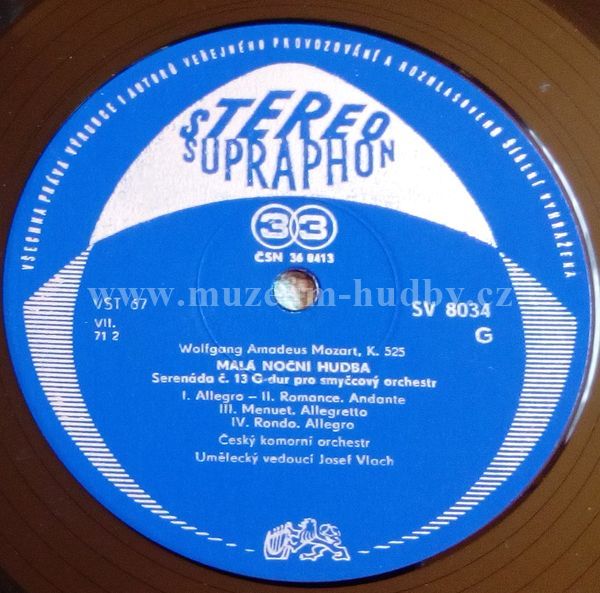 VŠECHNA PRÁVA VÝROBCE I AUTORŮ VEŘEJNÉHO PROVOZOVÁNÍ A ROZHLASOVÉHO ŠÍŘENÍ VYHRAŽENA
STEREO
SUPRAPHON
33
ČSN 36 8413
www.muzeum-hudby.cz
VST 67
SV 8034
VII.
G
71 2
Wolfgang Amadeus Mozart, K. 525
MALÁ NOČNÍ HUDBA
Serenáda č. 13 G-dur pro smyčcový orchestr
I. Allegro – II. Romance. Andante
III. Menuet. Allegretto
IV. Rondo. Allegro
Český komorní orchestr
Umělecký vedoucí Josef Vlach